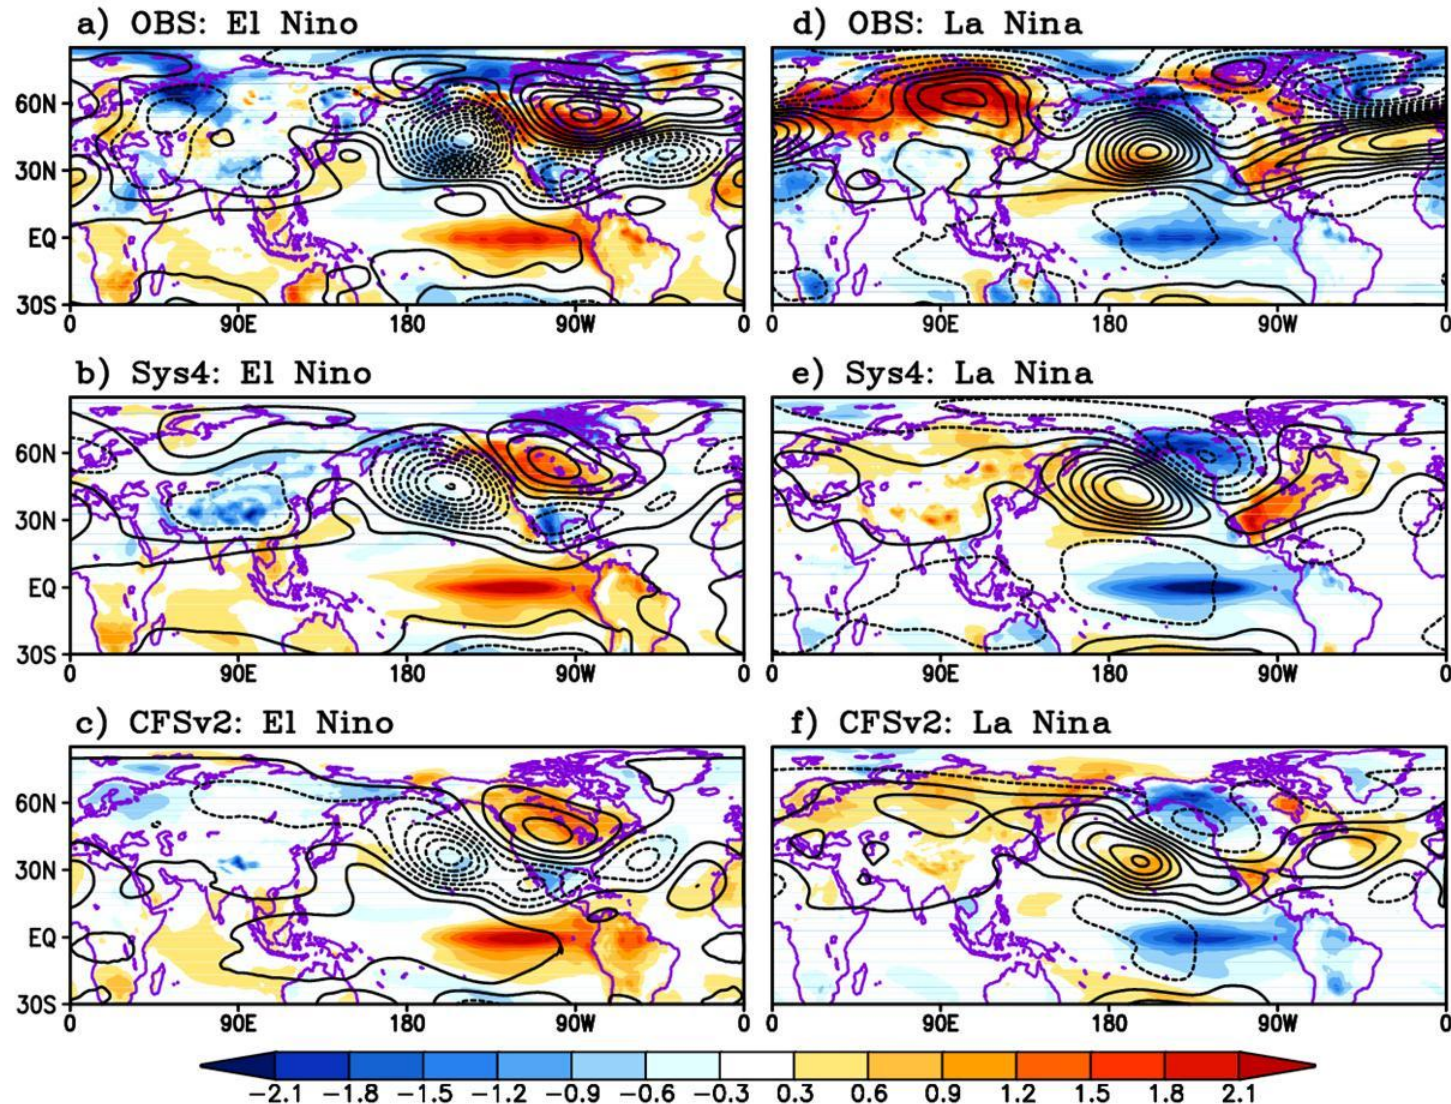 a) OBS: El Nino
d) OBS: La Nina
60N
30N
EQ
30S
0 90E 180 90W 0
0 90E 180 90W 0
b) Sys4: El Nino
e) Sys4: La Nina
60N
30N
EQ
30S
0 90E 180 90W 0
0 90E 180 90W 0
c) CFSv2: El Nino
f) CFSv2: La Nina
60N
30N
EQ
30S
0 90E 180 90W 0
0 90E 180 90W 0
−2.1 −1.8 −1.5 −1.2 −0.9 −0.6 −0.3 0.3 0.6 0.9 1.2 1.5 1.8 2.1